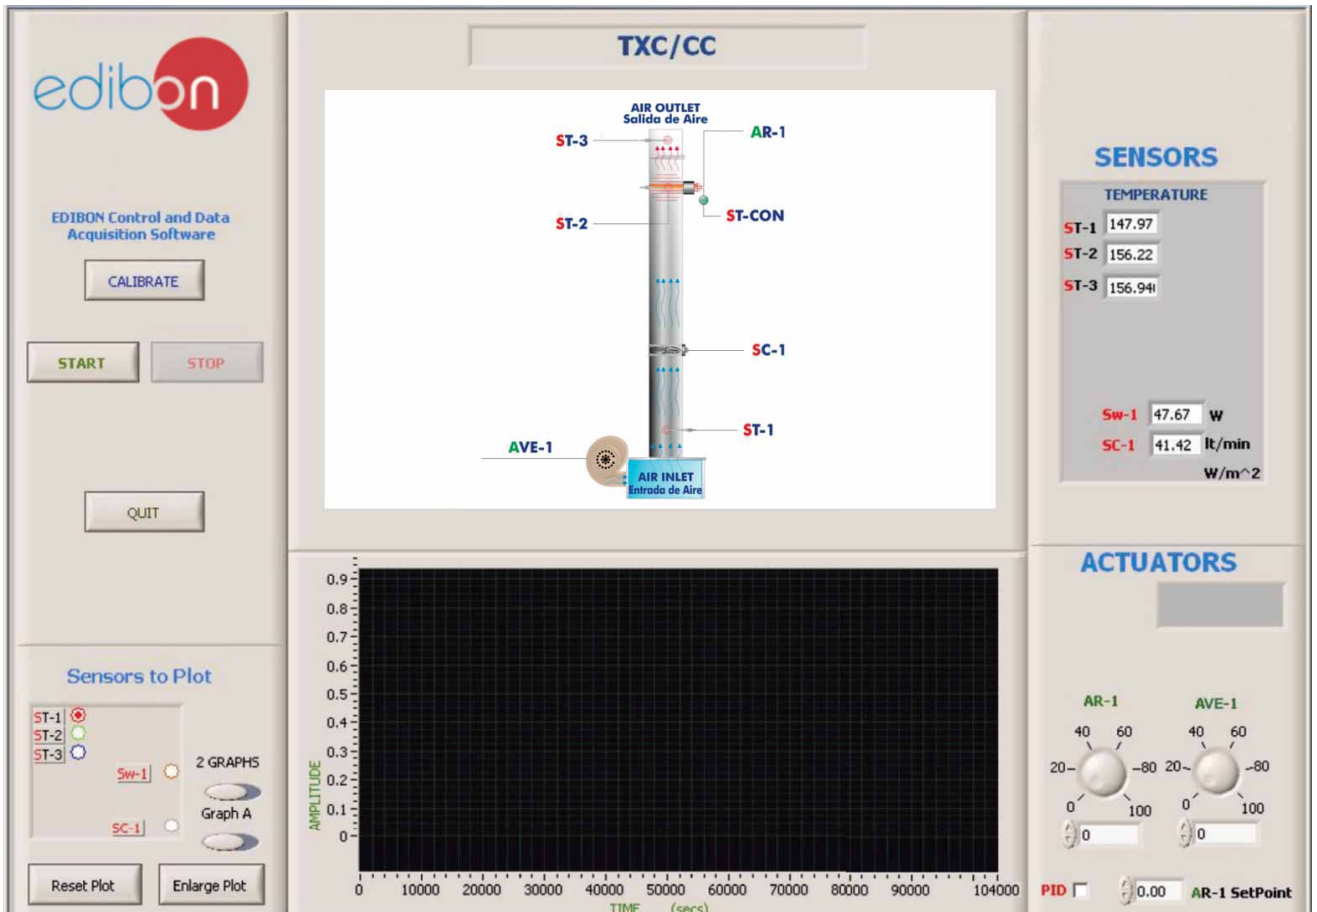 edibon
EDIBON Control and Data
Acquisition Software
CALIBRATE
START
STOP
QUIT
Sensors to Plot
ST-1
ST-2
ST-3
Sw-1
SC-1
2 GRAPHS
Graph A
Reset Plot
Enlarge Plot
TXC/CC
AIR OUTLET
Salida de Aire
ST-3
AR-1
ST-2
ST-CON
SC-1
ST-1
AVE-1
AIR INLET
Entrada de Aire
AMPLITUDE
0.9
0.8
0.7
0.6
0.5
0.4
0.3
0.2
0.1
0
0 10000 20000 30000 40000 50000 60000 70000 80000 90000 104000
TIME (secs)
SENSORS
TEMPERATURE
ST-1 147.97
ST-2 156.22
ST-3 156.94
Sw-1 47.67 W
SC-1 41.42 lt/min
W/m^2
ACTUATORS
AR-1
0 20 40 60 80 100
0
AVE-1
0 20 40 60 80 100
0
PID 0.00 AR-1 SetPoint